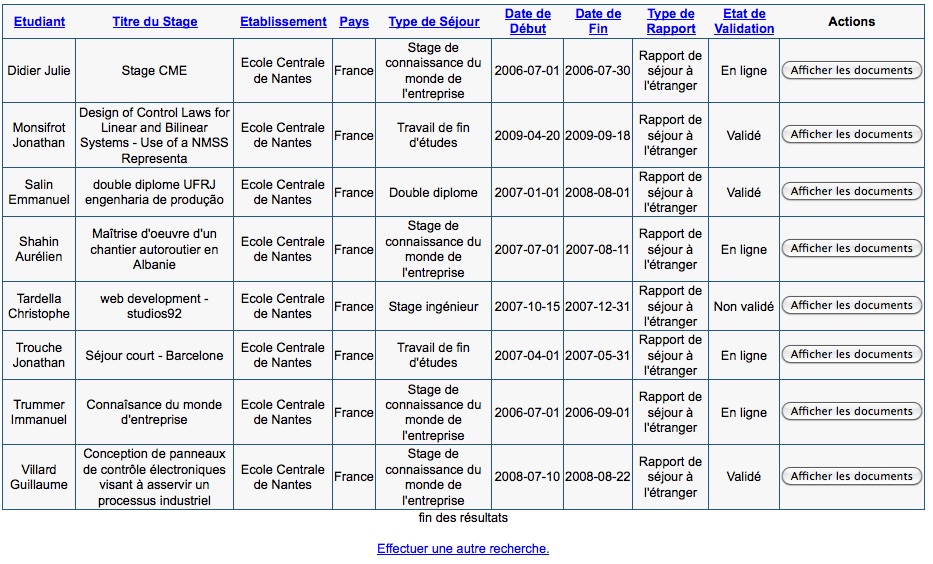 Etudiant Titre du Stage Etablissement Pays Type de Séjour Date de Début Date de Fin Type de Rapport Etat de Validation Actions
Didier Julie Stage CME Ecole Centrale de Nantes France Stage de connaissance du monde de l'entreprise 2006-07-01 2006-07-30 Rapport de séjour à l'étranger En ligne Afficher les documents
Monsifrot Jonathan Design of Control Laws for Linear and Bilinear Systems - Use of a NMSS Representa Ecole Centrale de Nantes France Travail de fin d'études 2009-04-20 2009-09-18 Rapport de séjour à l'étranger Validé Afficher les documents
Salin Emmanuel double diplome UFRJ engenharia de produção Ecole Centrale de Nantes France Double diplome 2007-01-01 2008-08-01 Rapport de séjour à l'étranger Validé Afficher les documents
Shahin Aurélien Maîtrise d'oeuvre d'un chantier autoroutier en Albanie Ecole Centrale de Nantes France Stage de connaissance du monde de l'entreprise 2007-07-01 2007-08-11 Rapport de séjour à l'étranger En ligne Afficher les documents
Tardella Christophe web development - studios92 Ecole Centrale de Nantes France Stage ingénieur 2007-10-15 2007-12-31 Rapport de séjour à l'étranger Non validé Afficher les documents
Trouche Jonathan Séjour court - Barcelone Ecole Centrale de Nantes France Travail de fin d'études 2007-04-01 2007-05-31 Rapport de séjour à l'étranger En ligne Afficher les documents
Trummer Immanuel Connaîsance du monde d'entreprise Ecole Centrale de Nantes France Stage de connaissance du monde de l'entreprise 2006-07-01 2006-09-01 Rapport de séjour à l'étranger En ligne Afficher les documents
Villard Guillaume Conception de panneaux de contrôle électroniques visant à asservir un processus industriel Ecole Centrale de Nantes France Stage de connaissance du monde de l'entreprise 2008-07-10 2008-08-22 Rapport de séjour à l'étranger Validé Afficher les documents
fin des résultats
Effectuer une autre recherche.